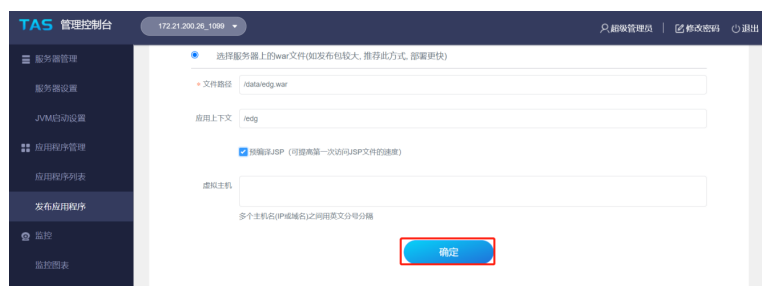 TAS 管理控制台
172.21.200.26_1099
超级管理员
修改密码
退出
服务器管理
服务器设置
JVM启动设置
应用程序管理
应用程序列表
发布应用程序
监控
监控图表
选择服务器上的war文件(如发布包较大, 推荐此方式, 部署更快)
* 文件路径
/data/edg.war
应用上下文
/edg
预编译JSP（可提高第一次访问JSP文件的速度）
虚拟主机
多个主机名(IP或域名)之间用英文分号分隔
确定